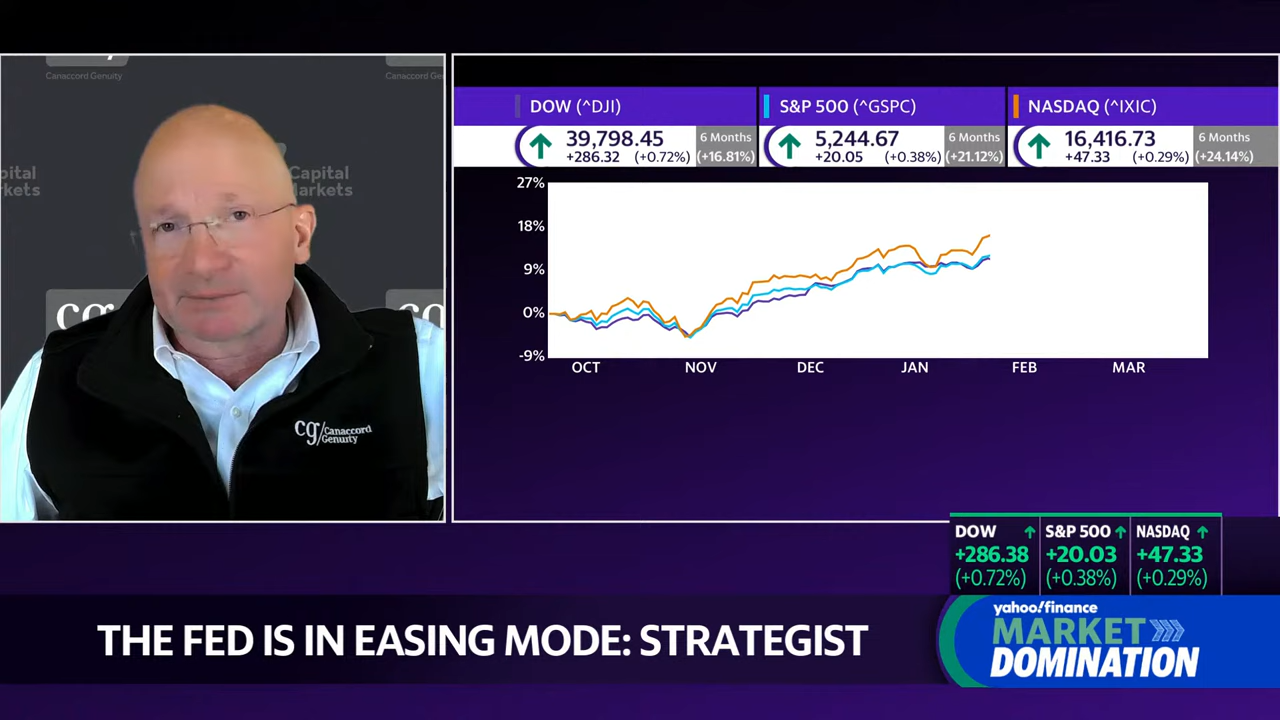 Canaccord Genuity
Canaccord Ge
oital
rkets
Capital
Markets
cg
cg
cg/Canaccord
Genuity
DOW (^DJI)
39,798.45
+286.32 (+0.72%)
6 Months
(+16.81%)
S&P 500 (^GSPC)
5,244.67
+20.05 (+0.38%)
6 Months
(+21.12%)
NASDAQ (^IXIC)
16,416.73
+47.33 (+0.29%)
6 Months
(+24.14%)
27%
18%
9%
0%
-9%
OCT NOV DEC JAN FEB MAR
DOW
+286.38
(+0.72%)
S&P 500
+20.03
(+0.38%)
NASDAQ
+47.33
(+0.29%)
THE FED IS IN EASING MODE: STRATEGIST
yahoo!finance
MARKET
DOMINATION